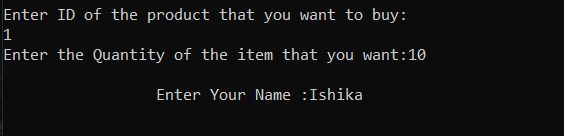 Enter ID of the product that you want to buy:
1
Enter the Quantity of the item that you want:10
Enter Your Name :Ishika